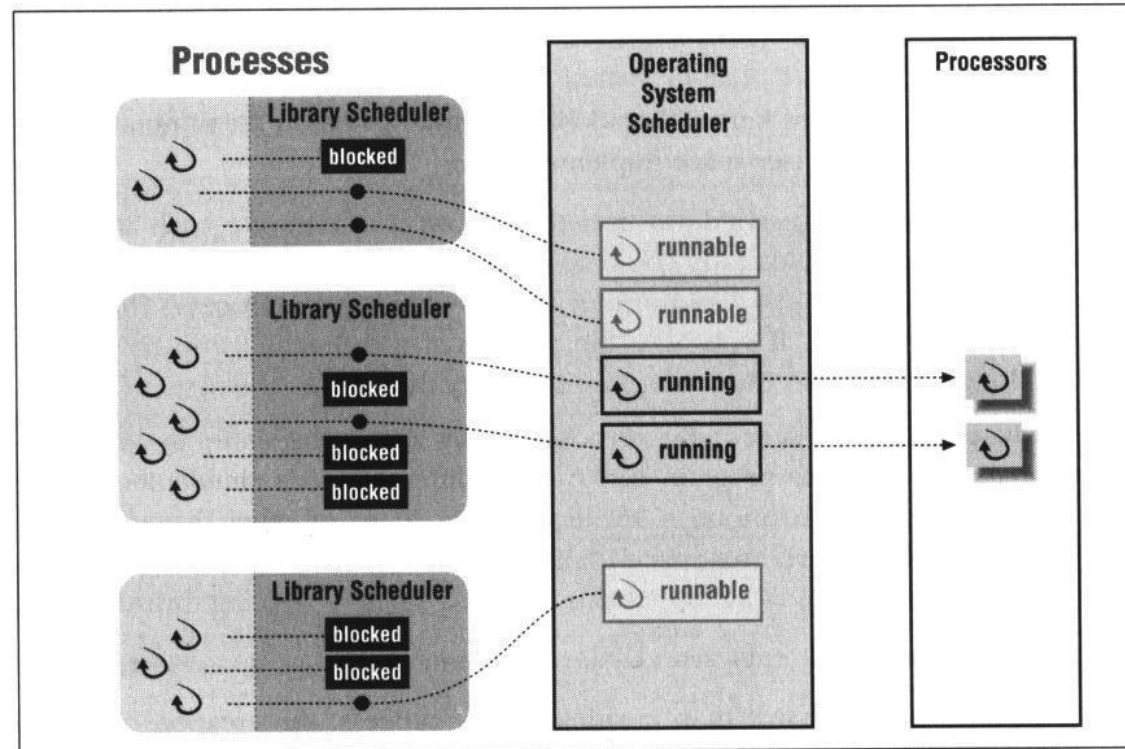 Processes
Library Scheduler
blocked
Library Scheduler
blocked
blocked
blocked
Library Scheduler
blocked
blocked
Operating
System
Scheduler
runnable
runnable
running
running
runnable
Processors